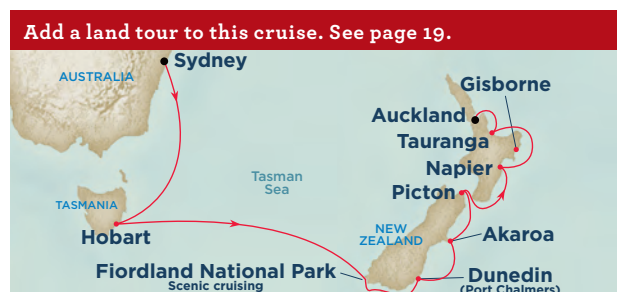 Add a land tour to this cruise. See page 19.
Sydney
AUSTRALIA
Gisborne
Auckland
Tauranga
Tasman
Sea
Napier
Picton
TASMANIA
NEW
ZEALAND
Hobart
Akaroa
Fiordland National Park
Scenic cruising
Dunedin
(Port Chalmers)